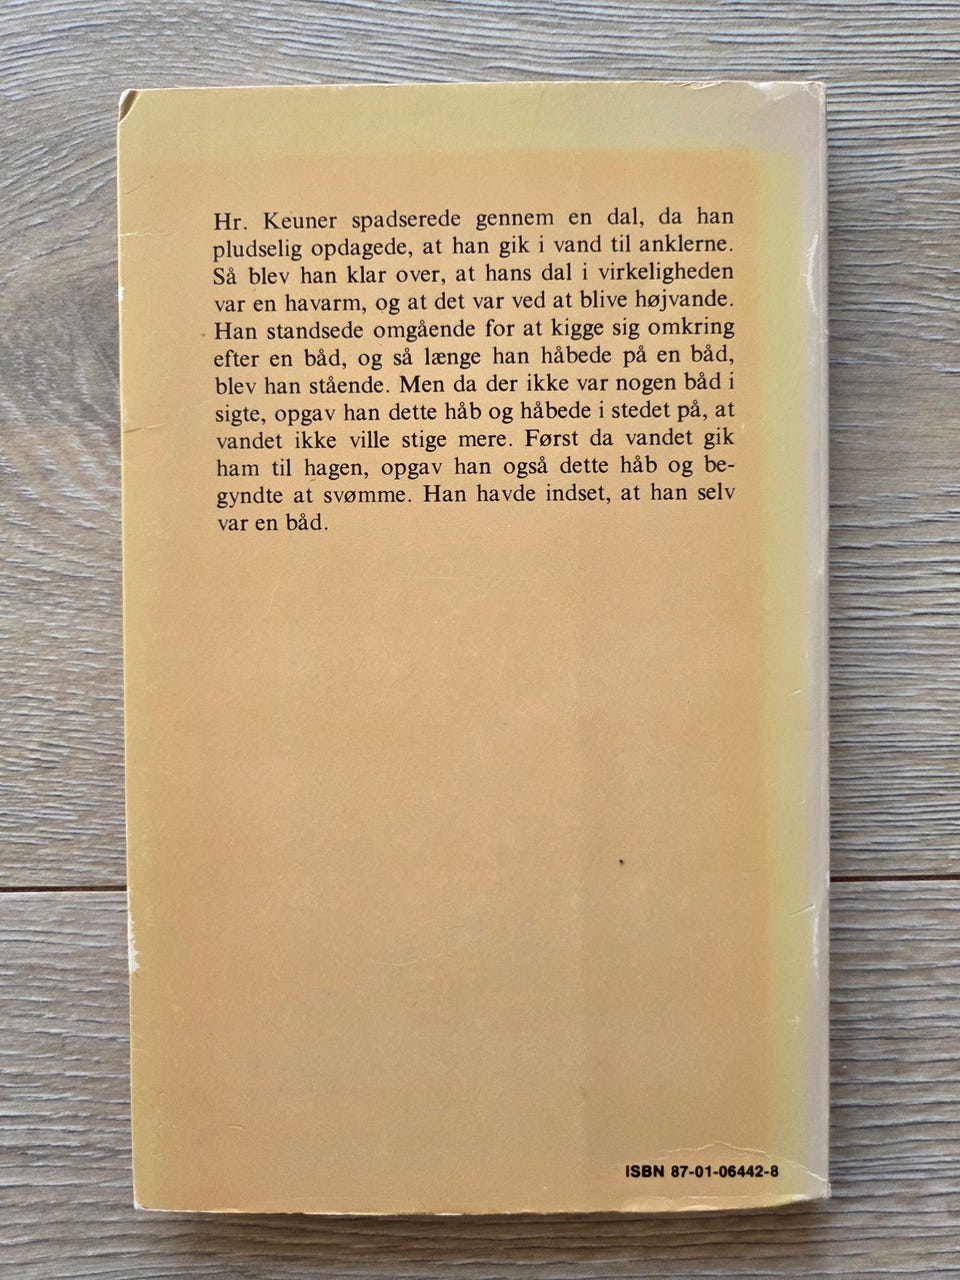 Hr. Keuner spadserede gennem en dal, da han
pludselig opdagede, at han gik i vand til anklerne.
Så blev han klar over, at hans dal i virkeligheden
var en havarm, og at det var ved at blive højvande.
Han standsede omgående for at kigge sig omkring
efter en båd, og så længe han håbede på en båd,
blev han stående. Men da der ikke var nogen båd i
sigte, opgav han dette håb og håbede i stedet på, at
vandet ikke ville stige mere. Først da vandet gik
ham til hagen, opgav han også dette håb og be-
gyndte at svømme. Han havde indset, at han selv
var en båd.
ISBN 87-01-06442-8